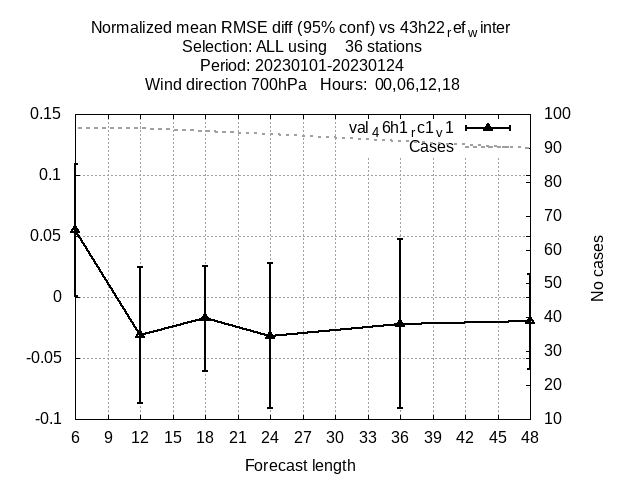 Normalized mean RMSE diff (95% conf) vs 43h22refwinter
Selection: ALL using 36 stations
Period: 20230101-20230124
Wind direction 700hPa Hours: 00,06,12,18
0.15 100
val46h1rc1v1
Cases
90
0.1 80
70
0.05 60
50
0 40
-0.05 30
20
-0.1 10
No cases
6 9 12 15 18 21 24 27 30 33 36 39 42 45 48
Forecast length